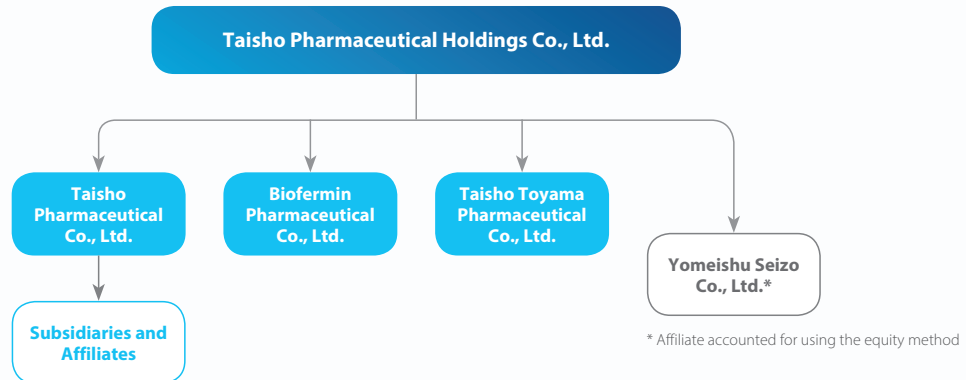 Taisho Pharmaceutical Holdings Co., Ltd.
Taisho
Pharmaceutical
Co., Ltd.
Biofermin
Pharmaceutical
Co., Ltd.
Taisho Toyama
Pharmaceutical
Co., Ltd.
Yomeishu Seizo
Co., Ltd.*
Subsidiaries and
Affiliates
* Affiliate accounted for using the equity method